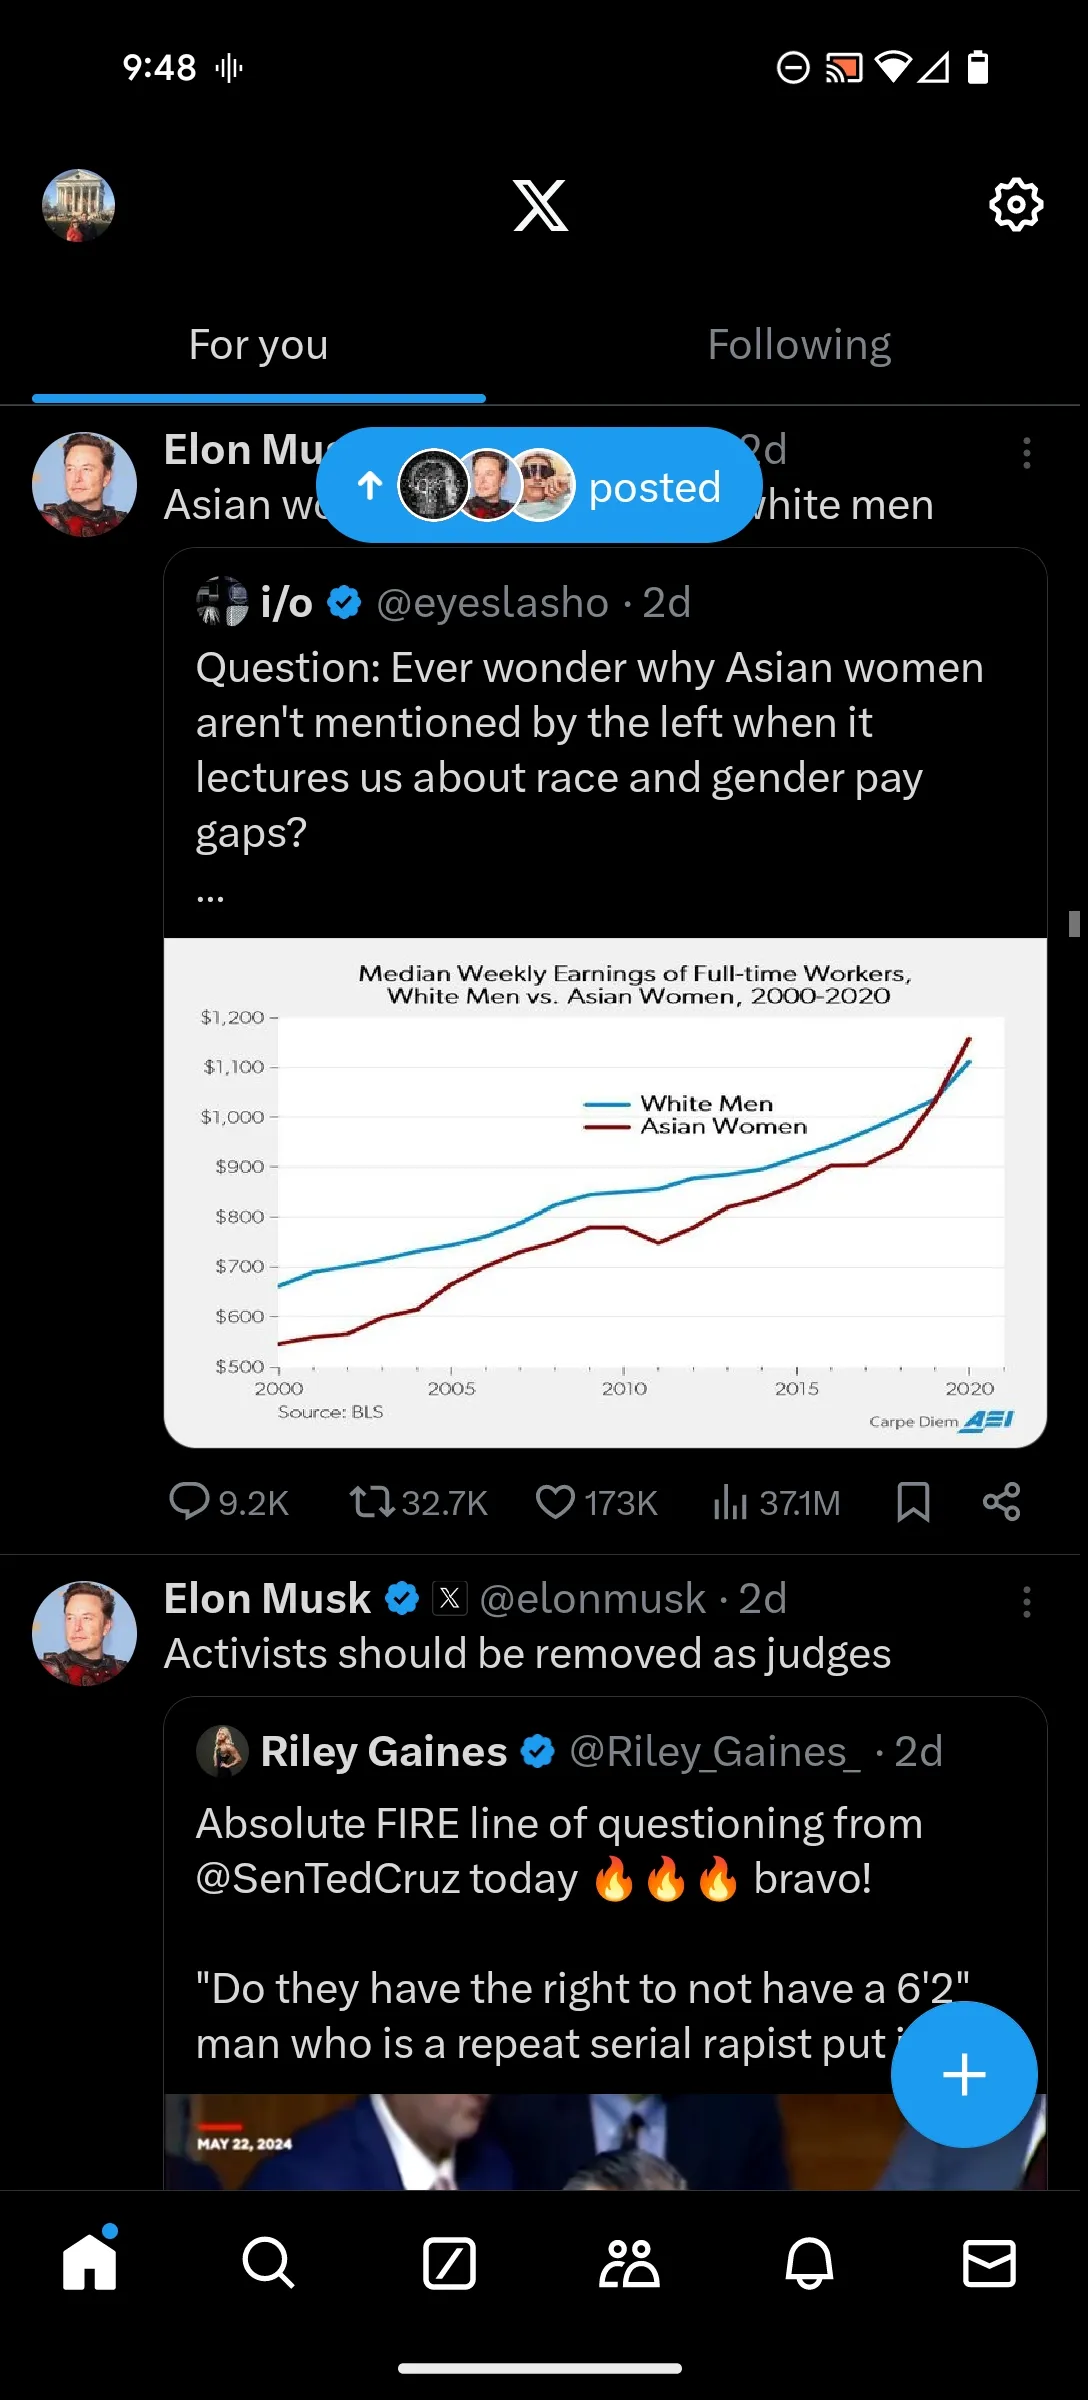 9:48
For you
Following
Elon Mus
2d
posted
Asian wo
white men
i/o @eyeslasho · 2d
Question: Ever wonder why Asian women
aren't mentioned by the left when it
lectures us about race and gender pay
gaps?
...
Median Weekly Earnings of Full-time Workers,
White Men vs. Asian Women, 2000-2020
$1,200
$1,100
$1,000
$900
$800
$700
$600
$500
White Men
Asian Women
2000 2005 2010 2015 2020
Source: BLS
Carpe Diem AEI
9.2K 32.7K 173K 37.1M
Elon Musk X @elonmusk · 2d
Activists should be removed as judges
Riley Gaines @Riley_Gaines_ · 2d
Absolute FIRE line of questioning from
@SenTedCruz today 🔥🔥🔥 bravo!
"Do they have the right to not have a 6'2"
man who is a repeat serial rapist put
MAY 22, 2024